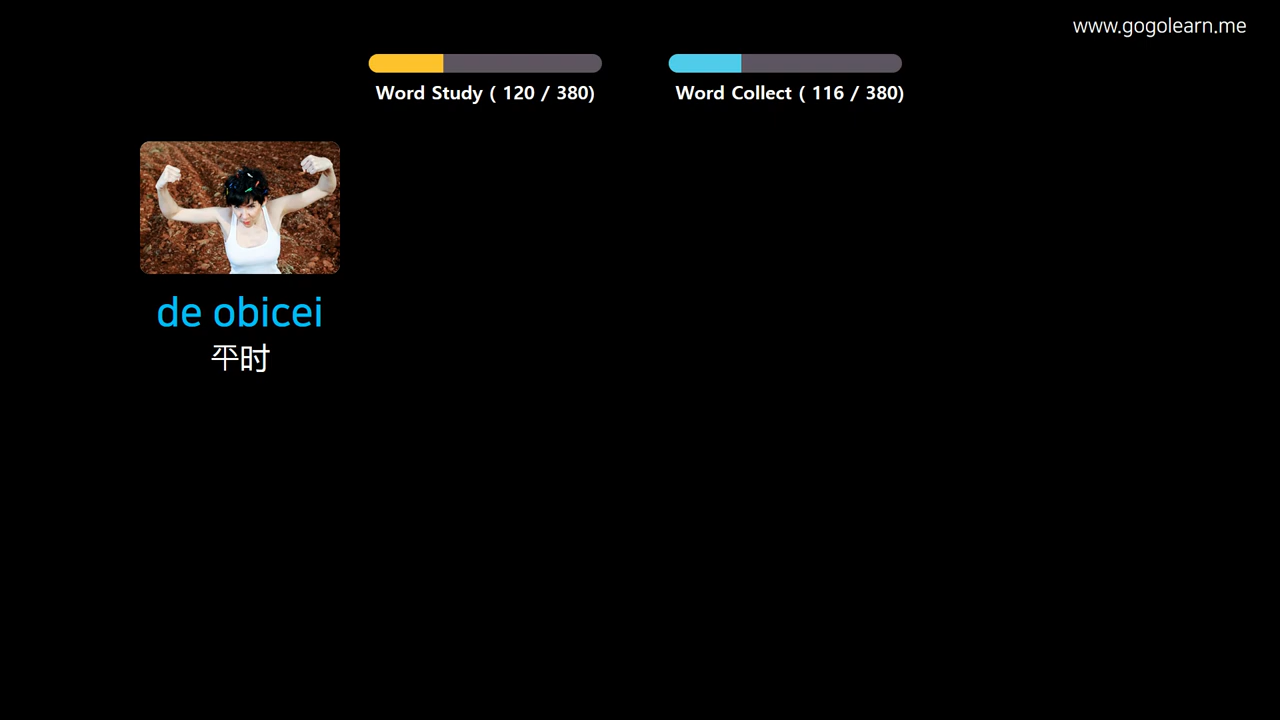 www.gogolearn.me
Word Study ( 120 / 380)
Word Collect ( 116 / 380)
de obicei
平时